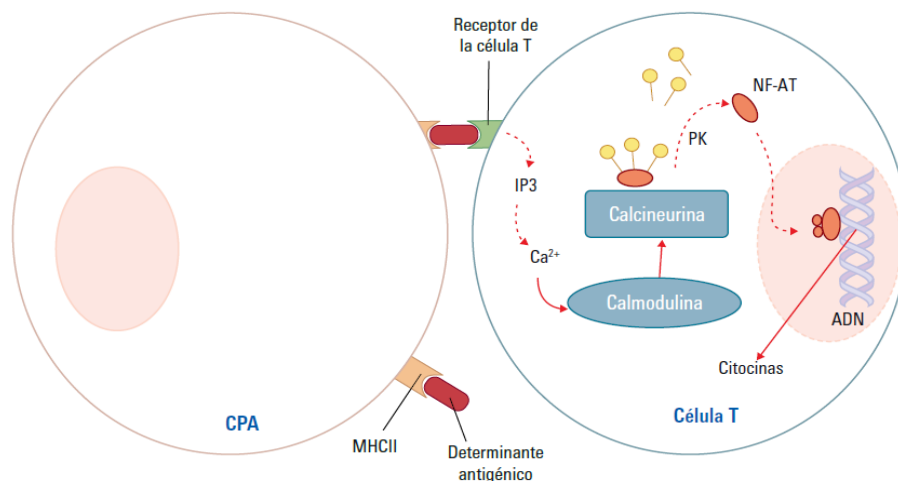 Receptor de
la célula T
NF-AT
PK
IP3
Calcineurina
Ca²⁺
Calmodulina
ADN
Citocinas
CPA
Célula T
MHCII
Determinante
antigénico